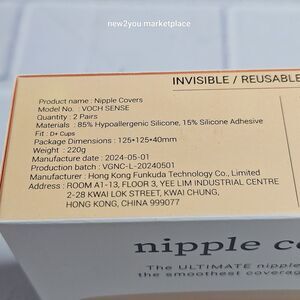 new2you marketplace
INVISIBLE / REUSABLE
Product name : Nipple Covers
Model No. : VOCH SENSE
Quantity : 2 Pairs
Materials : 85% Hypoallergenic Silicone, 15% Silicone Adhesive
Fit : D+ Cups
Package Dimensions : 125*125*40mm
Weight : 220g
Manufacture date : 2024-05-01
Production batch : VGNC-L-20240501
Manufacturer : Hong Kong Funkuda Technology Co., Limited
Address : ROOM A1-13, FLOOR 3, YEE LIM INDUSTRIAL CENTRE
2-28 KWAI LOK STREET, KWAI CHUNG,
HONG KONG, CHINA 999077
nipple co
The ULTIMATE nipple
the smoothest coverag